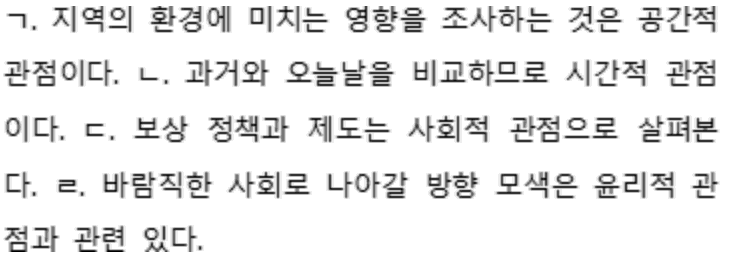 ㄱ. 지역의 환경에 미치는 영향을 조사하는 것은 공간적
관점이다. ㄴ. 과거와 오늘날을 비교하므로 시간적 관점
이다. ㄷ. 보상 정책과 제도는 사회적 관점으로 살펴본
다. ㄹ. 바람직한 사회로 나아갈 방향 모색은 윤리적 관
점과 관련 있다.